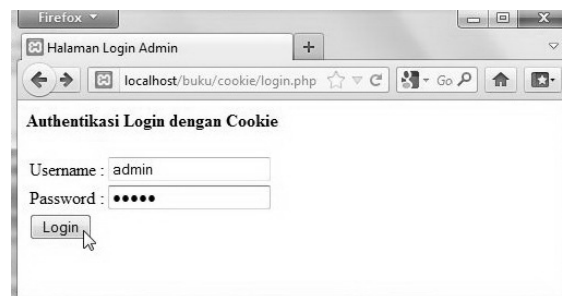 Firefox
Halaman Login Admin
localhost/buku/cookie/login.php
Go
Authentikasi Login dengan Cookie
Username : admin
Password : •••••
Login